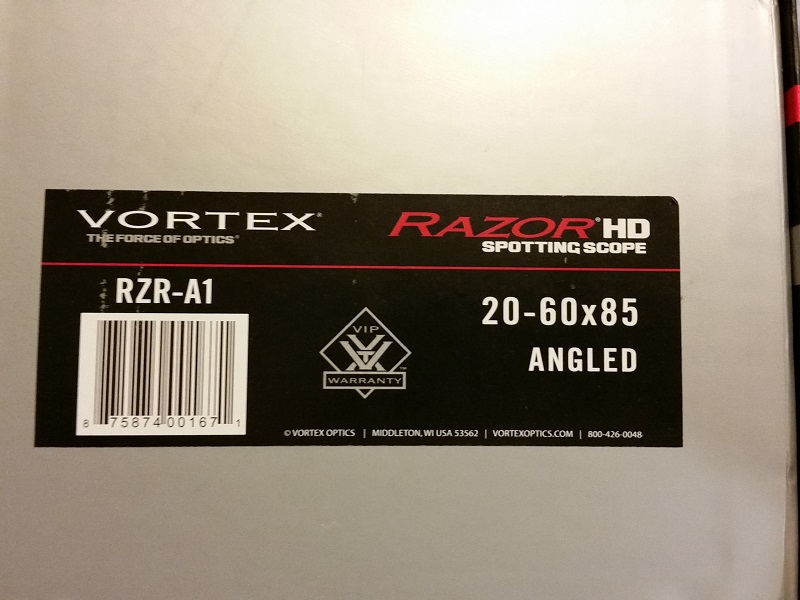 VORTEX®
THE FORCE OF OPTICS®
RAZOR® HD
SPOTTING SCOPE
RZR-A1
8 75874 00167 1
VIP
WARRANTY™
20-60x85
ANGLED
© VORTEX OPTICS | MIDDLETON, WI USA 53562 | VORTEXOPTICS.COM | 800-426-0048